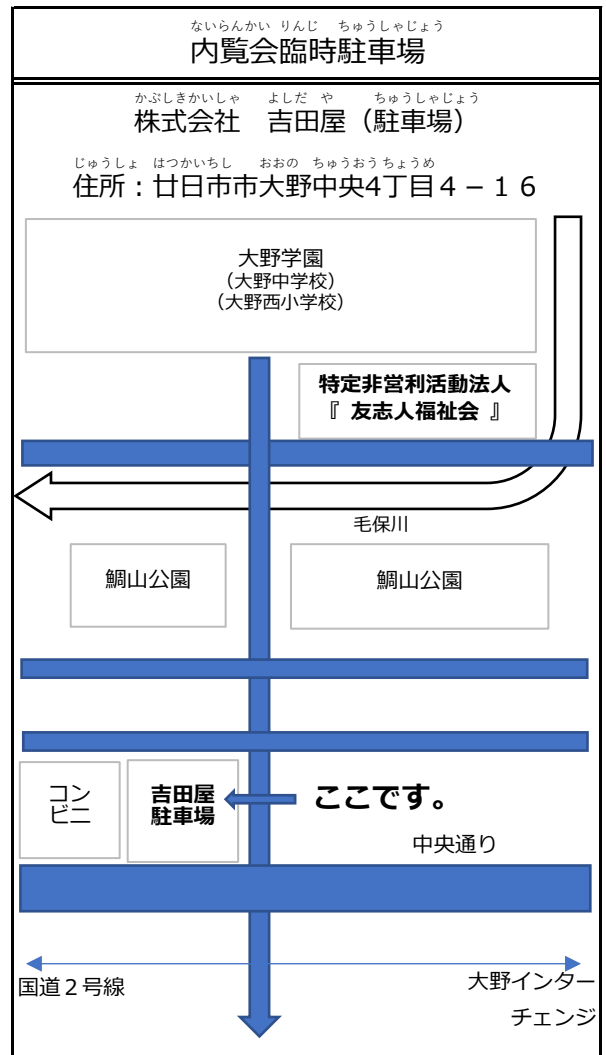 ないらんかい りんじ ちゅうしゃじょう
内覧会臨時駐車場
かぶしきかいしゃ よしだ や ちゅうしゃじょう
株式会社 吉田屋（駐車場）
じゅうしょ はつかいちし おおの ちゅうおうちょうめ
住所：廿日市市大野中央4丁目４－１６
大野学園
（大野中学校）
（大野西小学校）
特定非営利活動法人
『 友志人福祉会 』
毛保川
鯛山公園
鯛山公園
コン
ビニ
吉田屋
駐車場
ここです。
中央通り
国道２号線
大野インター
チェンジ